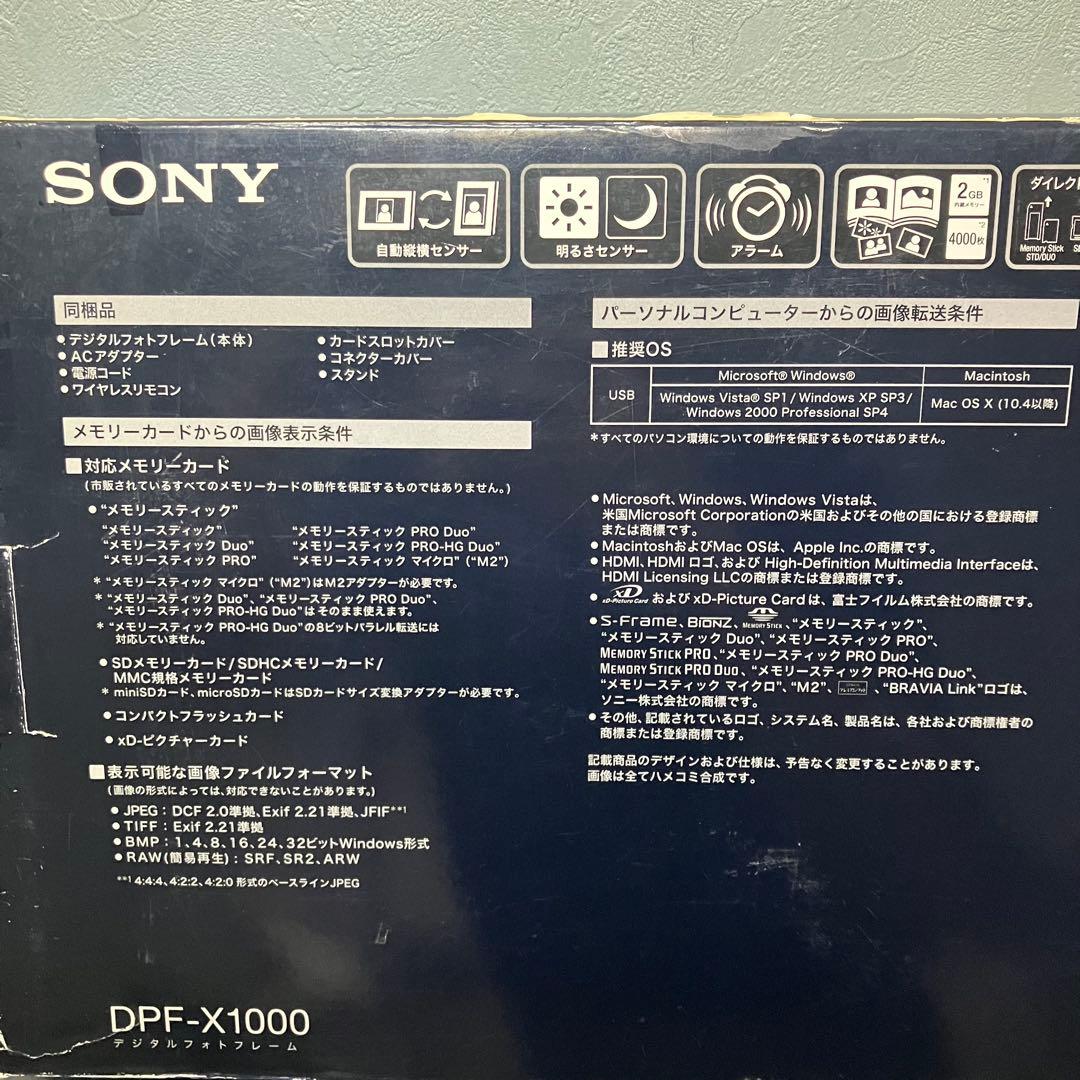 SONY
自動縦横センサー
明るさセンサー
アラーム
2GB
内蔵メモリー
*2
4000枚
ダイレク
Memory Stick
STD/DUO
同梱品
●デジタルフォトフレーム(本体)
●ACアダプター
●電源コード
●ワイヤレスリモコン
●カードスロットカバー
●コネクターカバー
●スタンド
メモリーカードからの画像表示条件
■対応メモリーカード
(市販されているすべてのメモリーカードの動作を保証するものではありません。)
●“メモリースティック”
“メモリースティック”
“メモリースティック Duo”
“メモリースティック PRO”
“メモリースティック PRO Duo”
“メモリースティック PRO-HG Duo”
“メモリースティック マイクロ” (“M2”)
*“メモリースティック マイクロ” (“M2”)はM2アダプターが必要です。
*“メモリースティック Duo”、“メモリースティック PRO Duo”、
“メモリースティック PRO-HG Duo”はそのまま使えます。
*“メモリースティック PRO-HG Duo”の8ビットパラレル転送には
対応していません。
●SDメモリーカード/SDHCメモリーカード/
MMC規格メモリーカード
* miniSDカード、microSDカードはSDカードサイズ変換アダプターが必要です。
●コンパクトフラッシュカード
●xD-ピクチャーカード
■表示可能な画像ファイルフォーマット
(画像の形式によっては、対応できないことがあります。)
●JPEG：DCF 2.0準拠、Exif 2.21準拠、JFIF**1
●TIFF：Exif 2.21準拠
●BMP：1、4、8、16、24、32ビットWindows形式
●RAW(簡易再生)：SRF、SR2、ARW
**1 4:4:4、4:2:2、4:2:0 形式のベースラインJPEG
DPF-X1000
デジタルフォトフレーム
パーソナルコンピューターからの画像転送条件
■推奨OS
USB
Microsoft® Windows®
Macintosh
Windows Vista® SP1/Windows XP SP3/
Windows 2000 Professional SP4
Mac OS X (10.4以降)
*すべてのパソコン環境についての動作を保証するものではありません。
●Microsoft、Windows、Windows Vistaは、
米国Microsoft Corporationの米国およびその他の国における登録商標
または商標です。
●MacintoshおよびMac OSは、Apple Inc.の商標です。
●HDMI、HDMI ロゴ、および High-Definition Multimedia Interfaceは、
HDMI Licensing LLCの商標または登録商標です。
●xD xD-Picture Card および xD-Picture Cardは、富士フイルム株式会社の商標です。
●S-Frame、BIONZ、MEMORY STICK、“メモリースティック”、
“メモリースティック Duo”、“メモリースティック PRO”、
MEMORY STICK PRO、“メモリースティック PRO Duo”、
MEMORY STICK PRO DUO、“メモリースティック PRO-HG Duo”、
“メモリースティック マイクロ”、“M2”、、“BRAVIA Link”ロゴは、
ソニー株式会社の商標です。
●その他、記載されているロゴ、システム名、製品名は、各社および商標権者の
商標または登録商標です。
記載商品のデザインおよび仕様は、予告なく変更することがあります。
画像は全てハメコミ合成です。